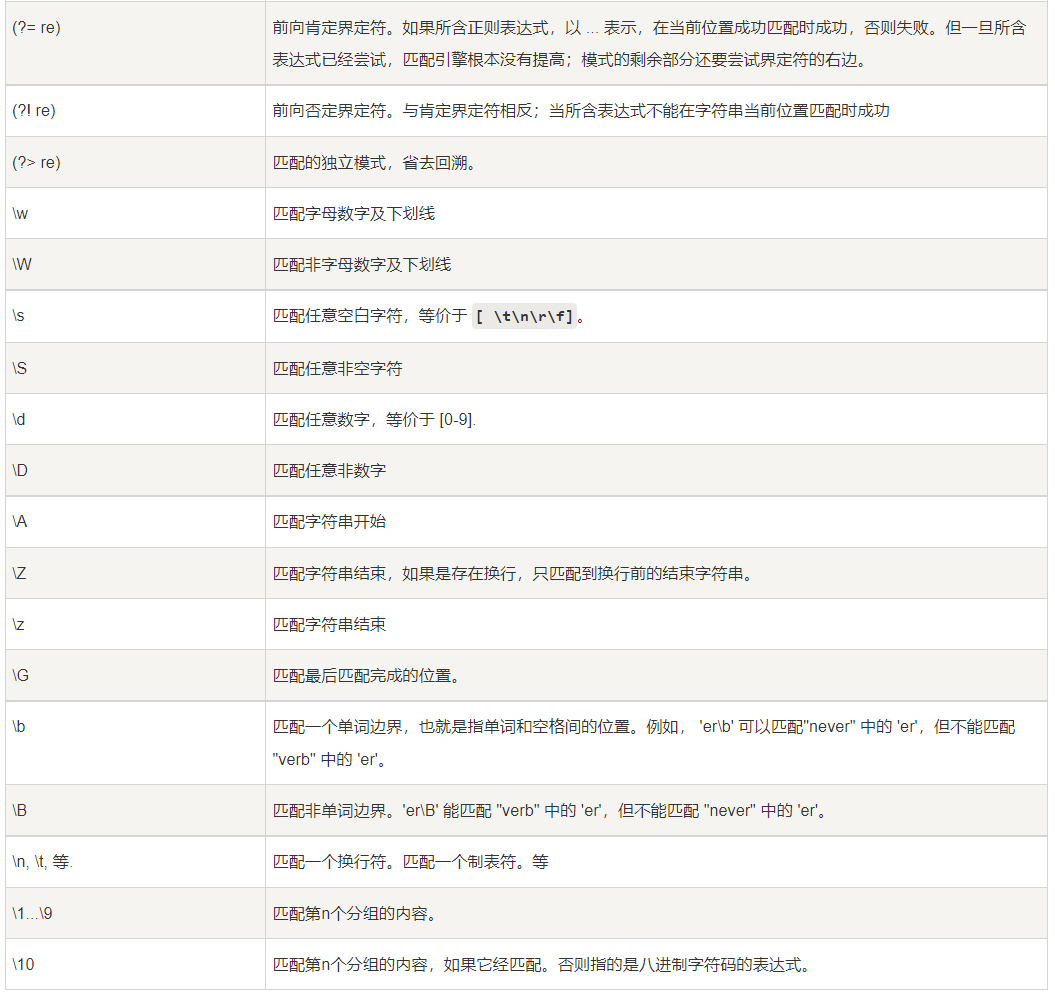 (?= re)
前向肯定界定符。如果所含正则表达式，以 ... 表示，在当前位置成功匹配时成功，否则失败。但一旦所含
表达式已经尝试，匹配引擎根本没有提高；模式的剩余部分还要尝试界定符的右边。
(?! re)
前向否定界定符。与肯定界定符相反；当所含表达式不能在字符串当前位置匹配时成功
(?> re)
匹配的独立模式，省去回溯。
\w
匹配字母数字及下划线
\W
匹配非字母数字及下划线
\s
匹配任意空白字符，等价于 [ \t\n\r\f]。
\S
匹配任意非空字符
\d
匹配任意数字，等价于 [0-9].
\D
匹配任意非数字
\A
匹配字符串开始
\Z
匹配字符串结束，如果是存在换行，只匹配到换行前的结束字符串。
\z
匹配字符串结束
\G
匹配最后匹配完成的位置。
\b
匹配一个单词边界，也就是指单词和空格间的位置。例如， 'er\b' 可以匹配"never" 中的 'er'，但不能匹配
"verb" 中的 'er'。
\B
匹配非单词边界。'er\B' 能匹配 "verb" 中的 'er'，但不能匹配 "never" 中的 'er'。
\n, \t, 等.
匹配一个换行符。匹配一个制表符。等
\1...\9
匹配第n个分组的内容。
\10
匹配第n个分组的内容，如果它经匹配。否则指的是八进制字符码的表达式。